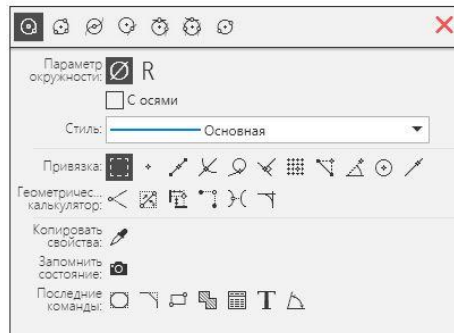 Параметр
окружности: Ø R
С осями
Стиль: Основная
Привязка:
Геометричес...
калькулятор:
Копировать
свойства:
Запомнить
состояние:
Последние
команды: T